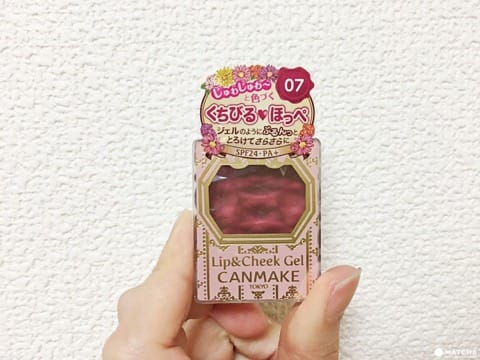 じゅわじゅわ〜
と色づく
07
くちびる♥ほっぺ
ジェルのようにぷるんっと
とろけてさらさらに
SPF24・PA+
Lip&Cheek Gel
CANMAKE
TOKYO
MATCHA